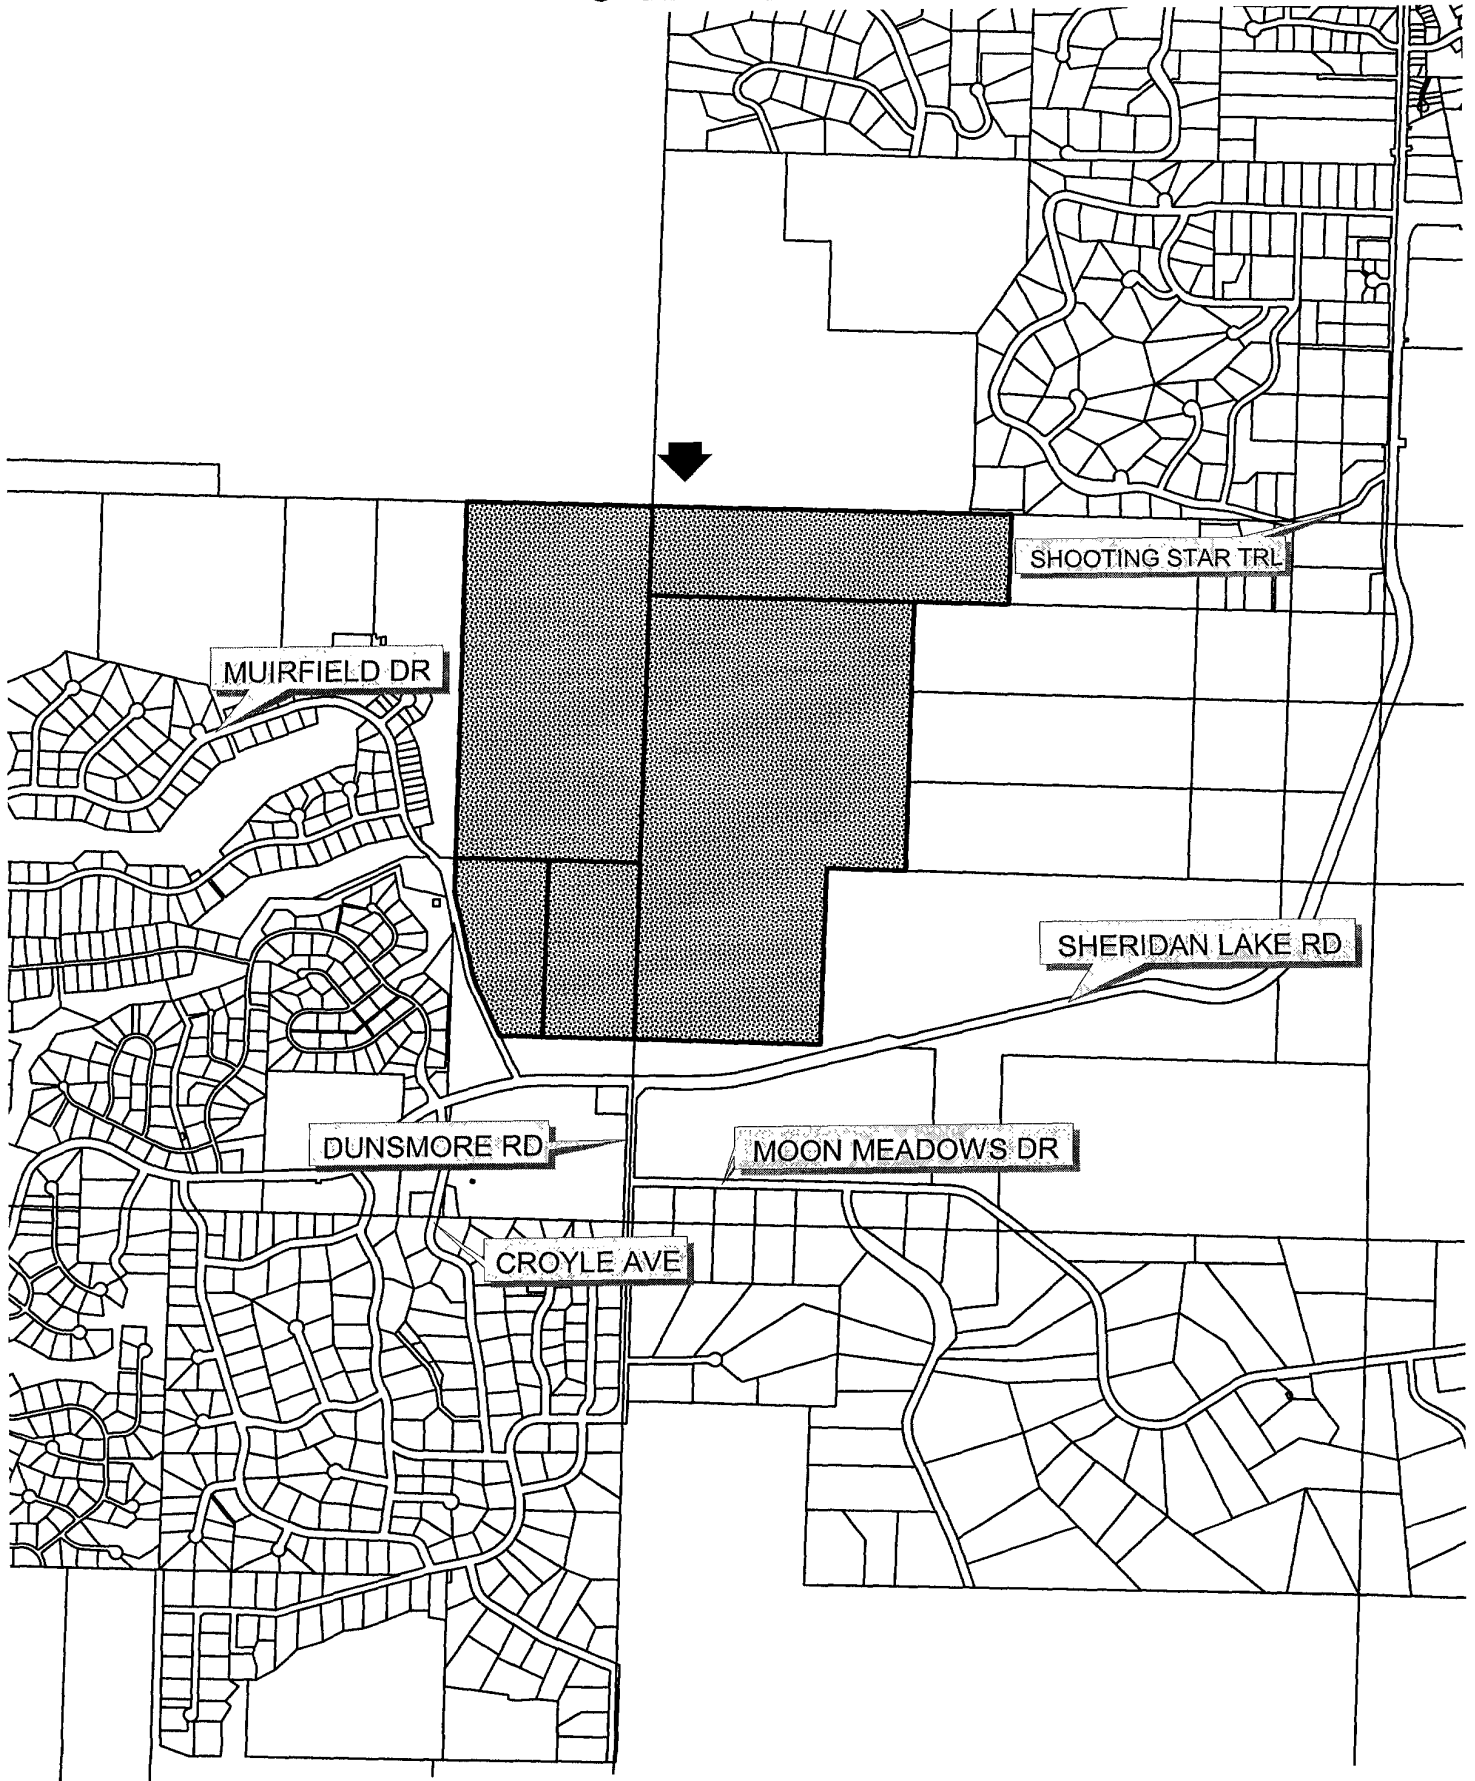 SHOOTING STAR TRL
MUIRFIELD DR
SHERIDAN LAKE RD
DUNSMORE RD
MOON MEADOWS DR
CROYLE AVE